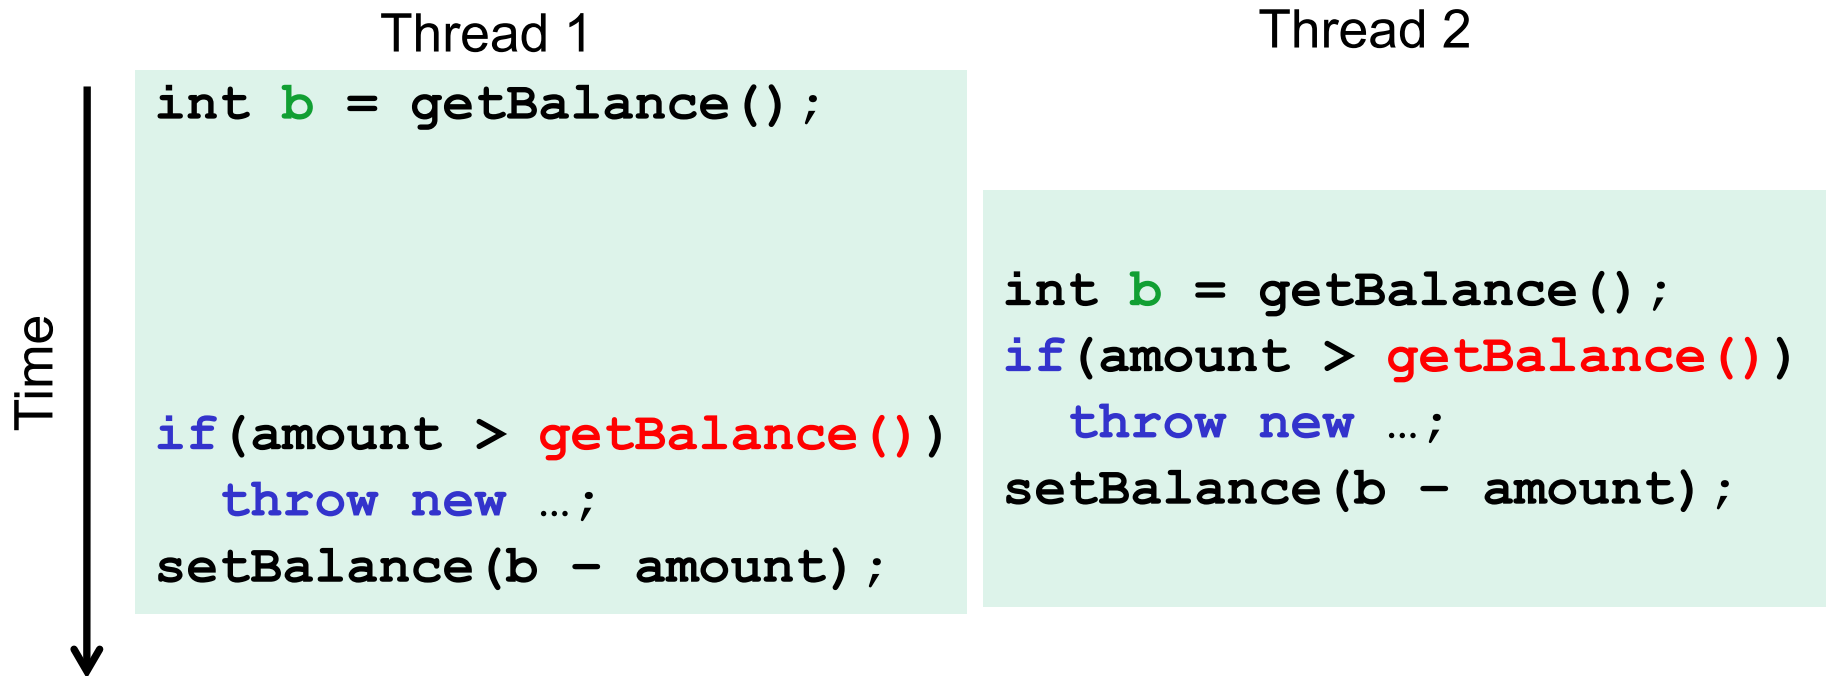 Thread 1
Thread 2
Time
int b = getBalance();
if(amount > getBalance())
  throw new …;
setBalance(b – amount);
int b = getBalance();
if(amount > getBalance())
  throw new …;
setBalance(b – amount);